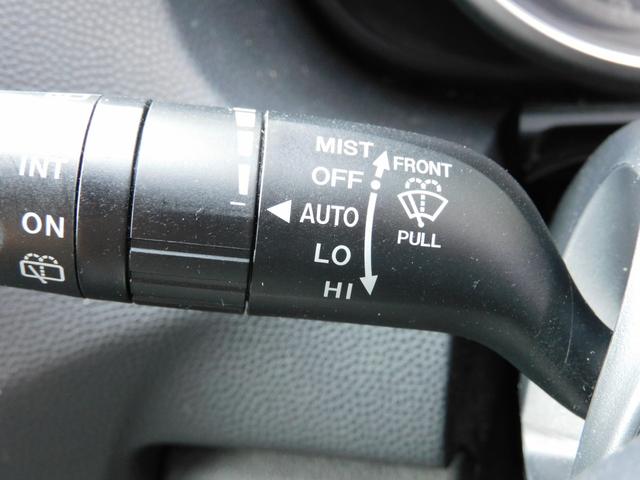 INT
ON
MIST
OFF
AUTO
LO
HI
FRONT
PULL